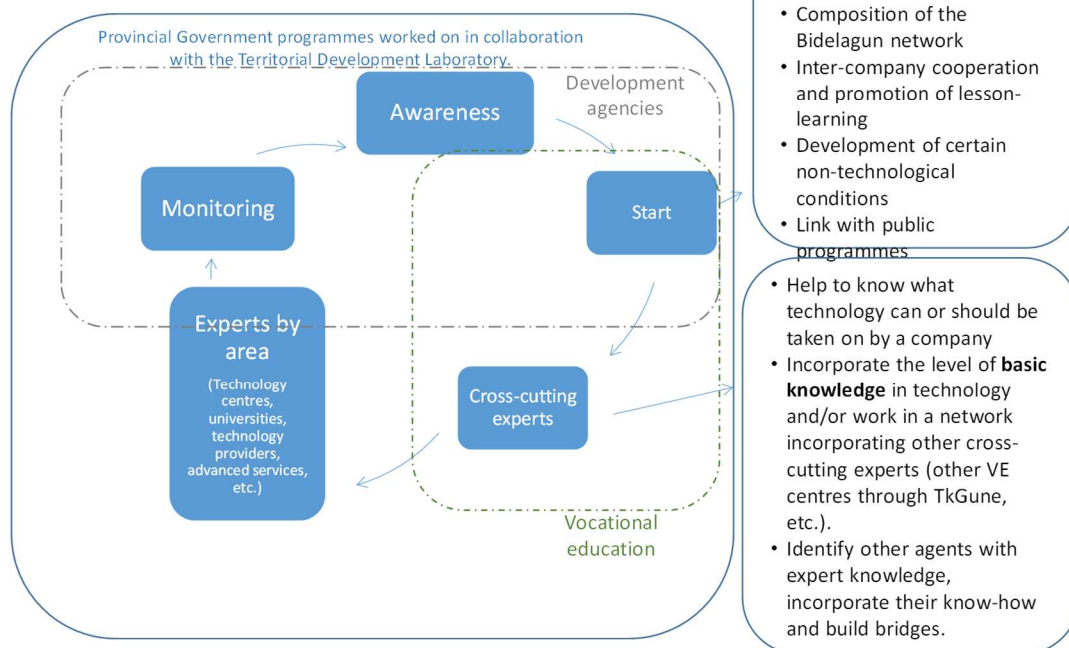 Provincial Government programmes worked on in collaboration
with the Territorial Development Laboratory.
Development
agencies
Awareness
Monitoring
Start
Experts by
area
(Technology
centres,
universities,
technology
providers,
advanced services,
etc.)
Cross-cutting
experts
Vocational
education
• Composition of the
Bidelagun network
• Inter-company cooperation
and promotion of lesson-
learning
• Development of certain
non-technological
conditions
• Link with public
programmes
• Help to know what
technology can or should be
taken on by a company
• Incorporate the level of basic
knowledge in technology
and/or work in a network
incorporating other cross-
cutting experts (other VE
centres through TkGune,
etc.).
• Identify other agents with
expert knowledge,
incorporate their know-how
and build bridges.